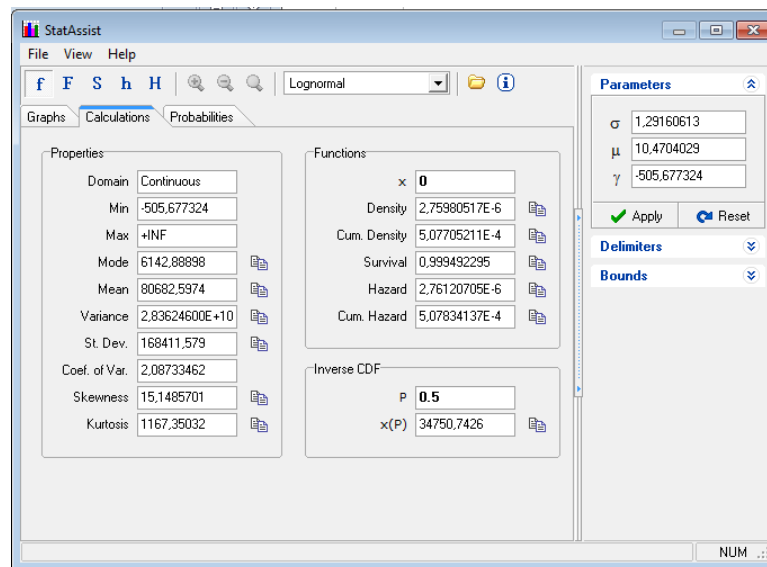 StatAssist
File View Help
f F S h H Lognormal
Graphs Calculations Probabilities
Properties
Domain Continuous
Min -505,677324
Max +INF
Mode 6142,88898
Mean 80682,5974
Variance 2,83624600E+10
St. Dev. 168411,579
Coef. of Var. 2,08733462
Skewness 15,1485701
Kurtosis 1167,35032
Functions
x 0
Density 2,75980517E-6
Cum. Density 5,07705211E-4
Survival 0,999492295
Hazard 2,76120705E-6
Cum. Hazard 5,07834137E-4
Inverse CDF
P 0.5
x(P) 34750,7426
Parameters
σ 1,29160613
μ 10,4704029
γ -505,677324
Apply Reset
Delimiters
Bounds
NUM